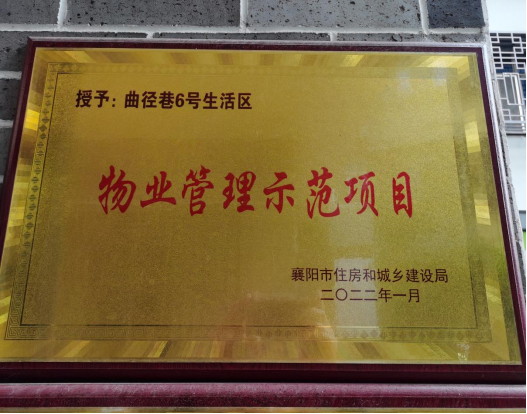 授予：曲径巷6号生活区
物业管理示范项目
襄阳市住房和城乡建设局
二〇二二年一月